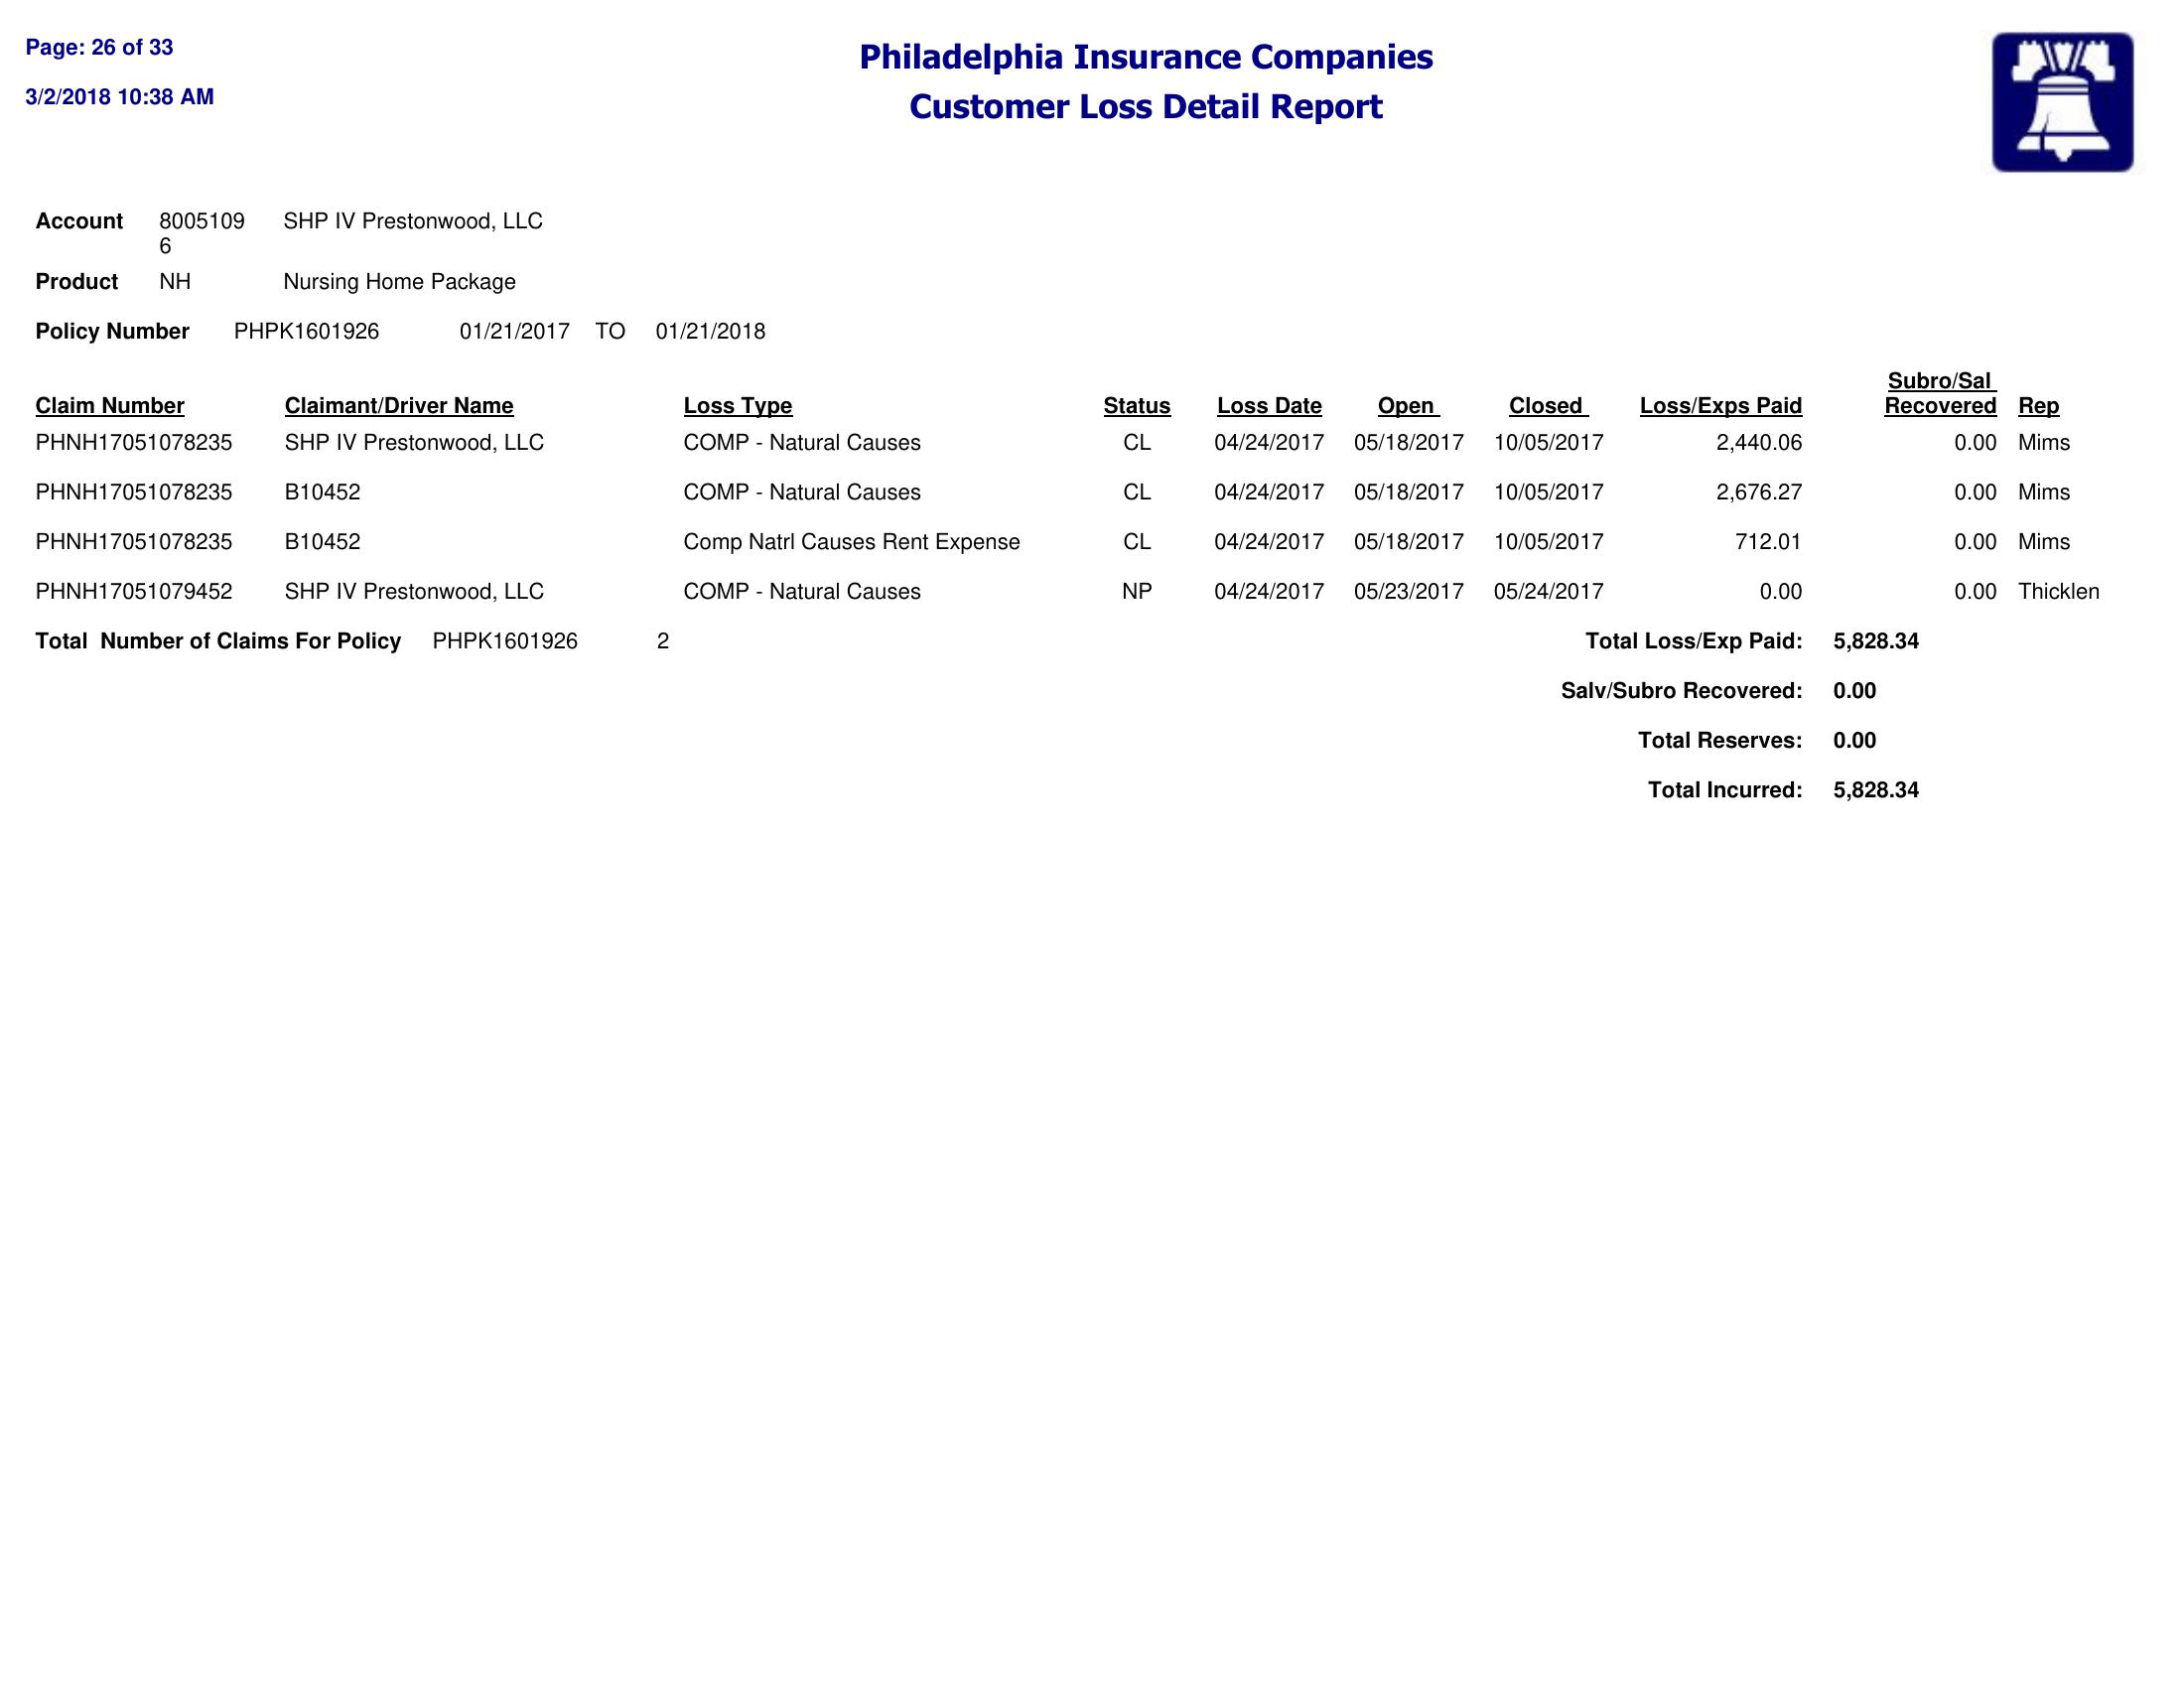 Page: 26 of 33
Philadelphia Insurance Companies
3/2/2018 10:38 AM
Customer Loss Detail Report
Account 8005109 SHP IV Prestonwood, LLC
6
Product NH Nursing Home Package
Policy Number PHPK1601926 01/21/2017 TO 01/21/2018
Subro/Sal
Claim Number Claimant/Driver Name Loss Type Status Loss Date Open Closed Loss/Exps Paid Recovered Rep
PHNH17051078235 SHP IV Prestonwood, LLC COMP - Natural Causes CL 04/24/2017 05/18/2017 10/05/2017 2,440.06 0.00 Mims
PHNH17051078235 B10452 COMP - Natural Causes CL 04/24/2017 05/18/2017 10/05/2017 2,676.27 0.00 Mims
PHNH17051078235 B10452 Comp Natrl Causes Rent Expense CL 04/24/2017 05/18/2017 10/05/2017 712.01 0.00 Mims
PHNH17051079452 SHP IV Prestonwood, LLC COMP - Natural Causes NP 04/24/2017 05/23/2017 05/24/2017 0.00 0.00 Thicklen
Total Number of Claims For Policy PHPK1601926 2 Total Loss/Exp Paid: 5,828.34
Salv/Subro Recovered: 0.00
Total Reserves: 0.00
Total Incurred: 5,828.34